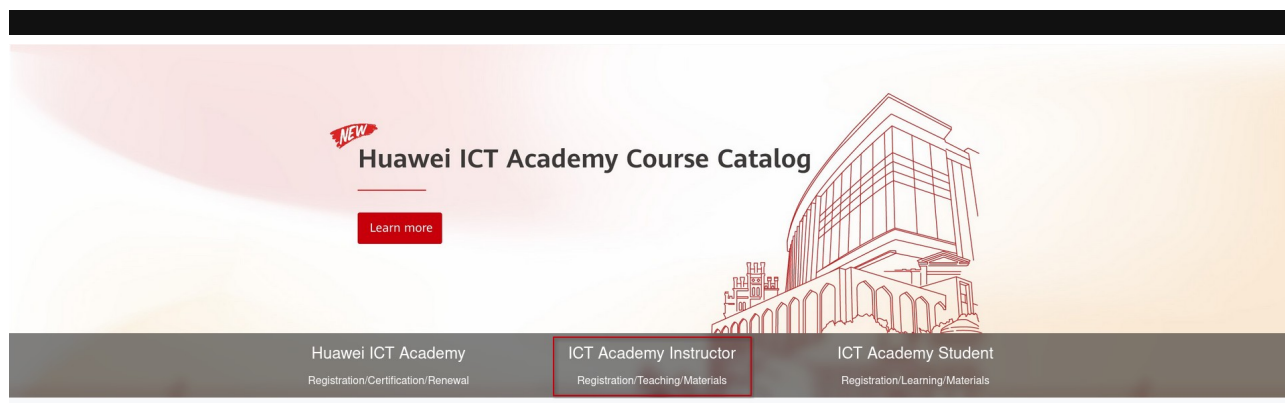 NEW
Huawei ICT Academy Course Catalog
Learn more
Huawei ICT Academy
Registration/Certification/Renewal
ICT Academy Instructor
Registration/Teaching/Materials
ICT Academy Student
Registration/Learning/Materials